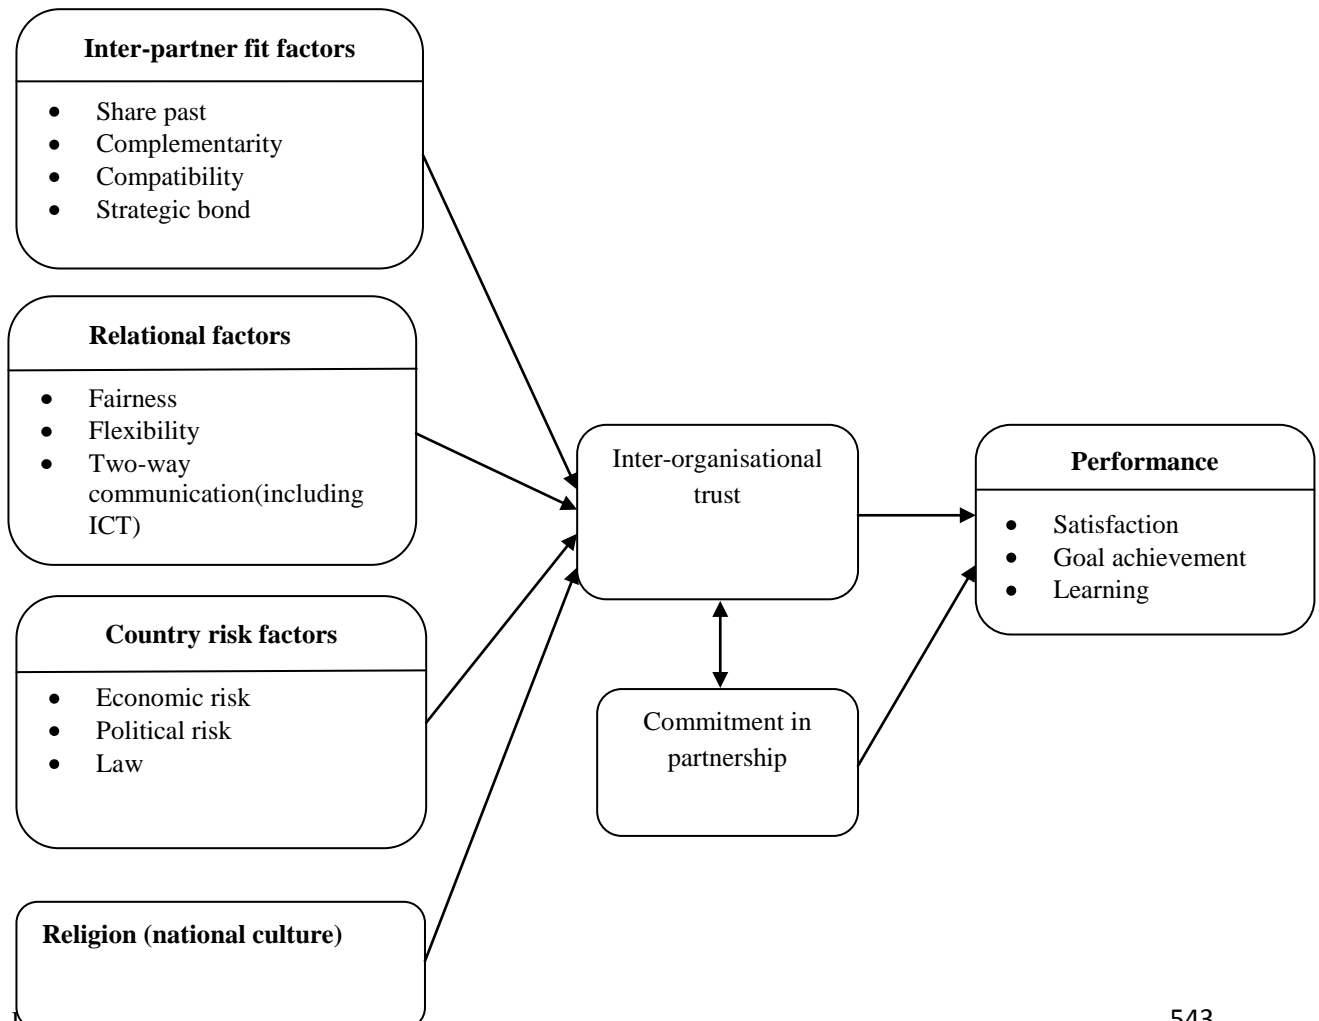 Inter-partner fit factors
• Share past
• Complementarity
• Compatibility
• Strategic bond
Relational factors
• Fairness
• Flexibility
• Two-way
communication(including
ICT)
Country risk factors
• Economic risk
• Political risk
• Law
Religion (national culture)
Inter-organisational
trust
Commitment in
partnership
Performance
• Satisfaction
• Goal achievement
• Learning
543